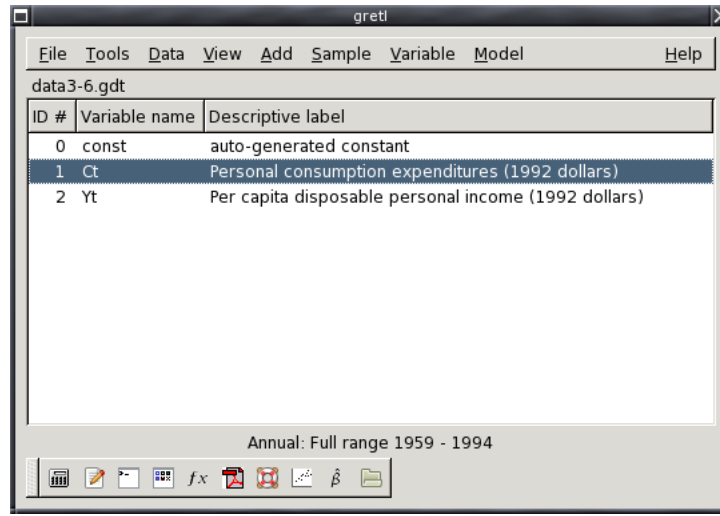 gretl
File Tools Data View Add Sample Variable Model Help
data3-6.gdt
ID # Variable name Descriptive label
0 const auto-generated constant
1 Ct Personal consumption expenditures (1992 dollars)
2 Yt Per capita disposable personal income (1992 dollars)
Annual: Full range 1959 - 1994
fx β̂